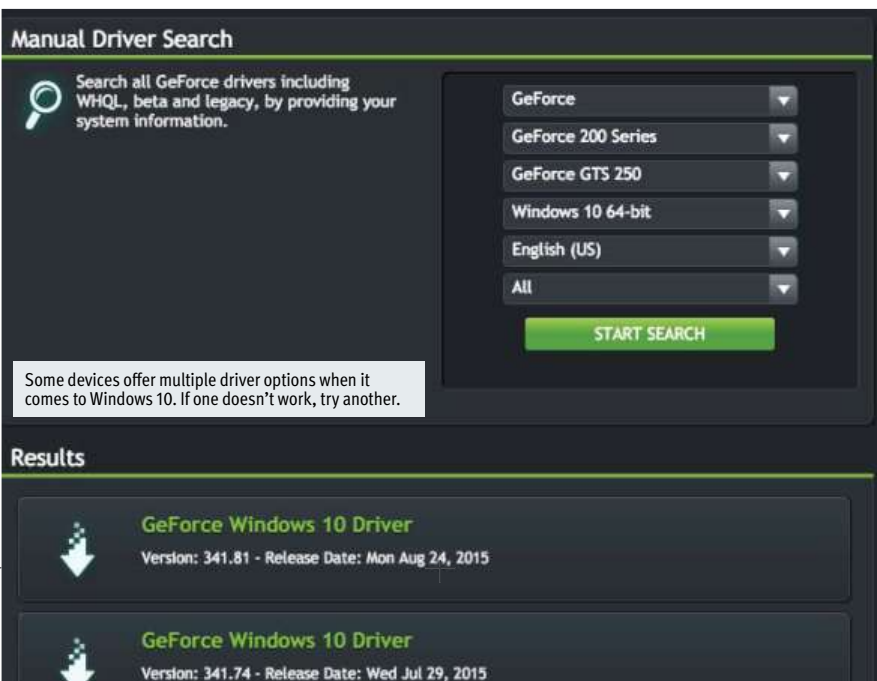 Manual Driver Search
Search all GeForce drivers including
WHQL, beta and legacy, by providing your
system information.
GeForce
GeForce 200 Series
GeForce GTS 250
Windows 10 64-bit
English (US)
All
START SEARCH
Some devices offer multiple driver options when it
comes to Windows 10. If one doesn’t work, try another.
Results
GeForce Windows 10 Driver
Version: 341.81 - Release Date: Mon Aug 24, 2015
GeForce Windows 10 Driver
Version: 341.74 - Release Date: Wed Jul 29, 2015